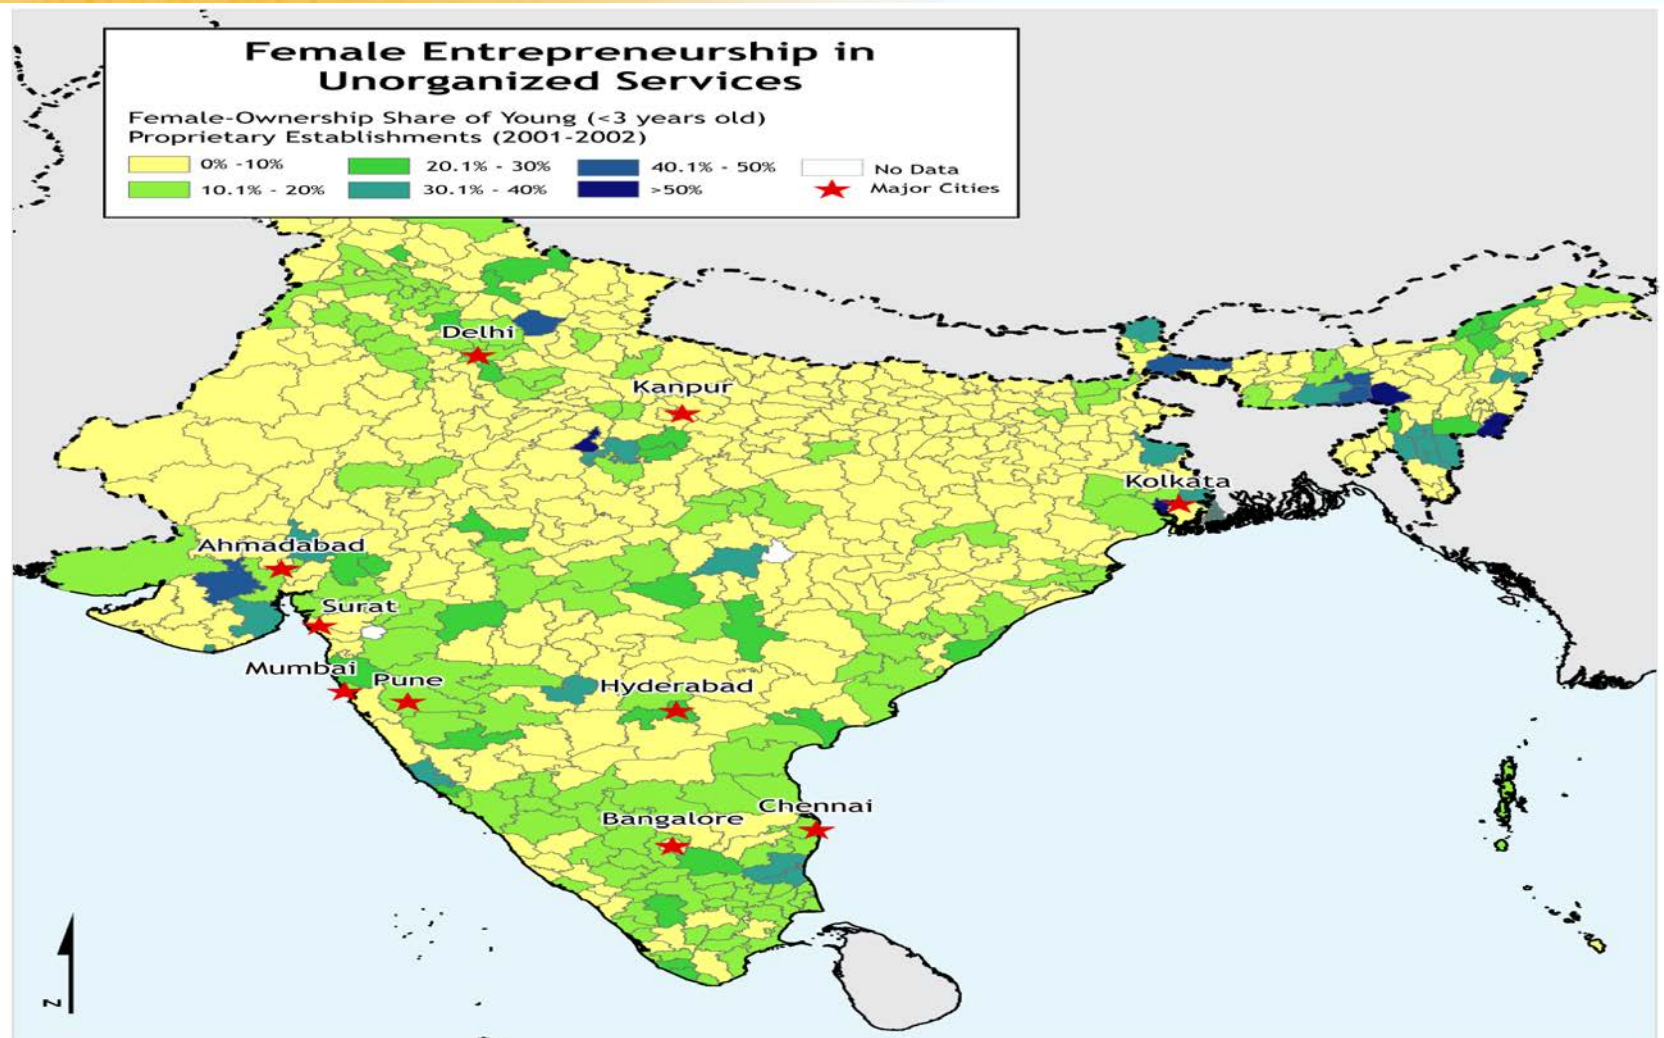 Female Entrepreneurship in
Unorganized Services
Female-Ownership Share of Young (<3 years old)
Proprietary Establishments (2001-2002)
0% -10%
20.1% - 30%
40.1% - 50%
No Data
10.1% - 20%
30.1% - 40%
>50%
Major Cities
Delhi
Kanpur
Kolkata
Ahmadabad
Surat
Mumbai
Pune
Hyderabad
Chennai
Bangalore
N